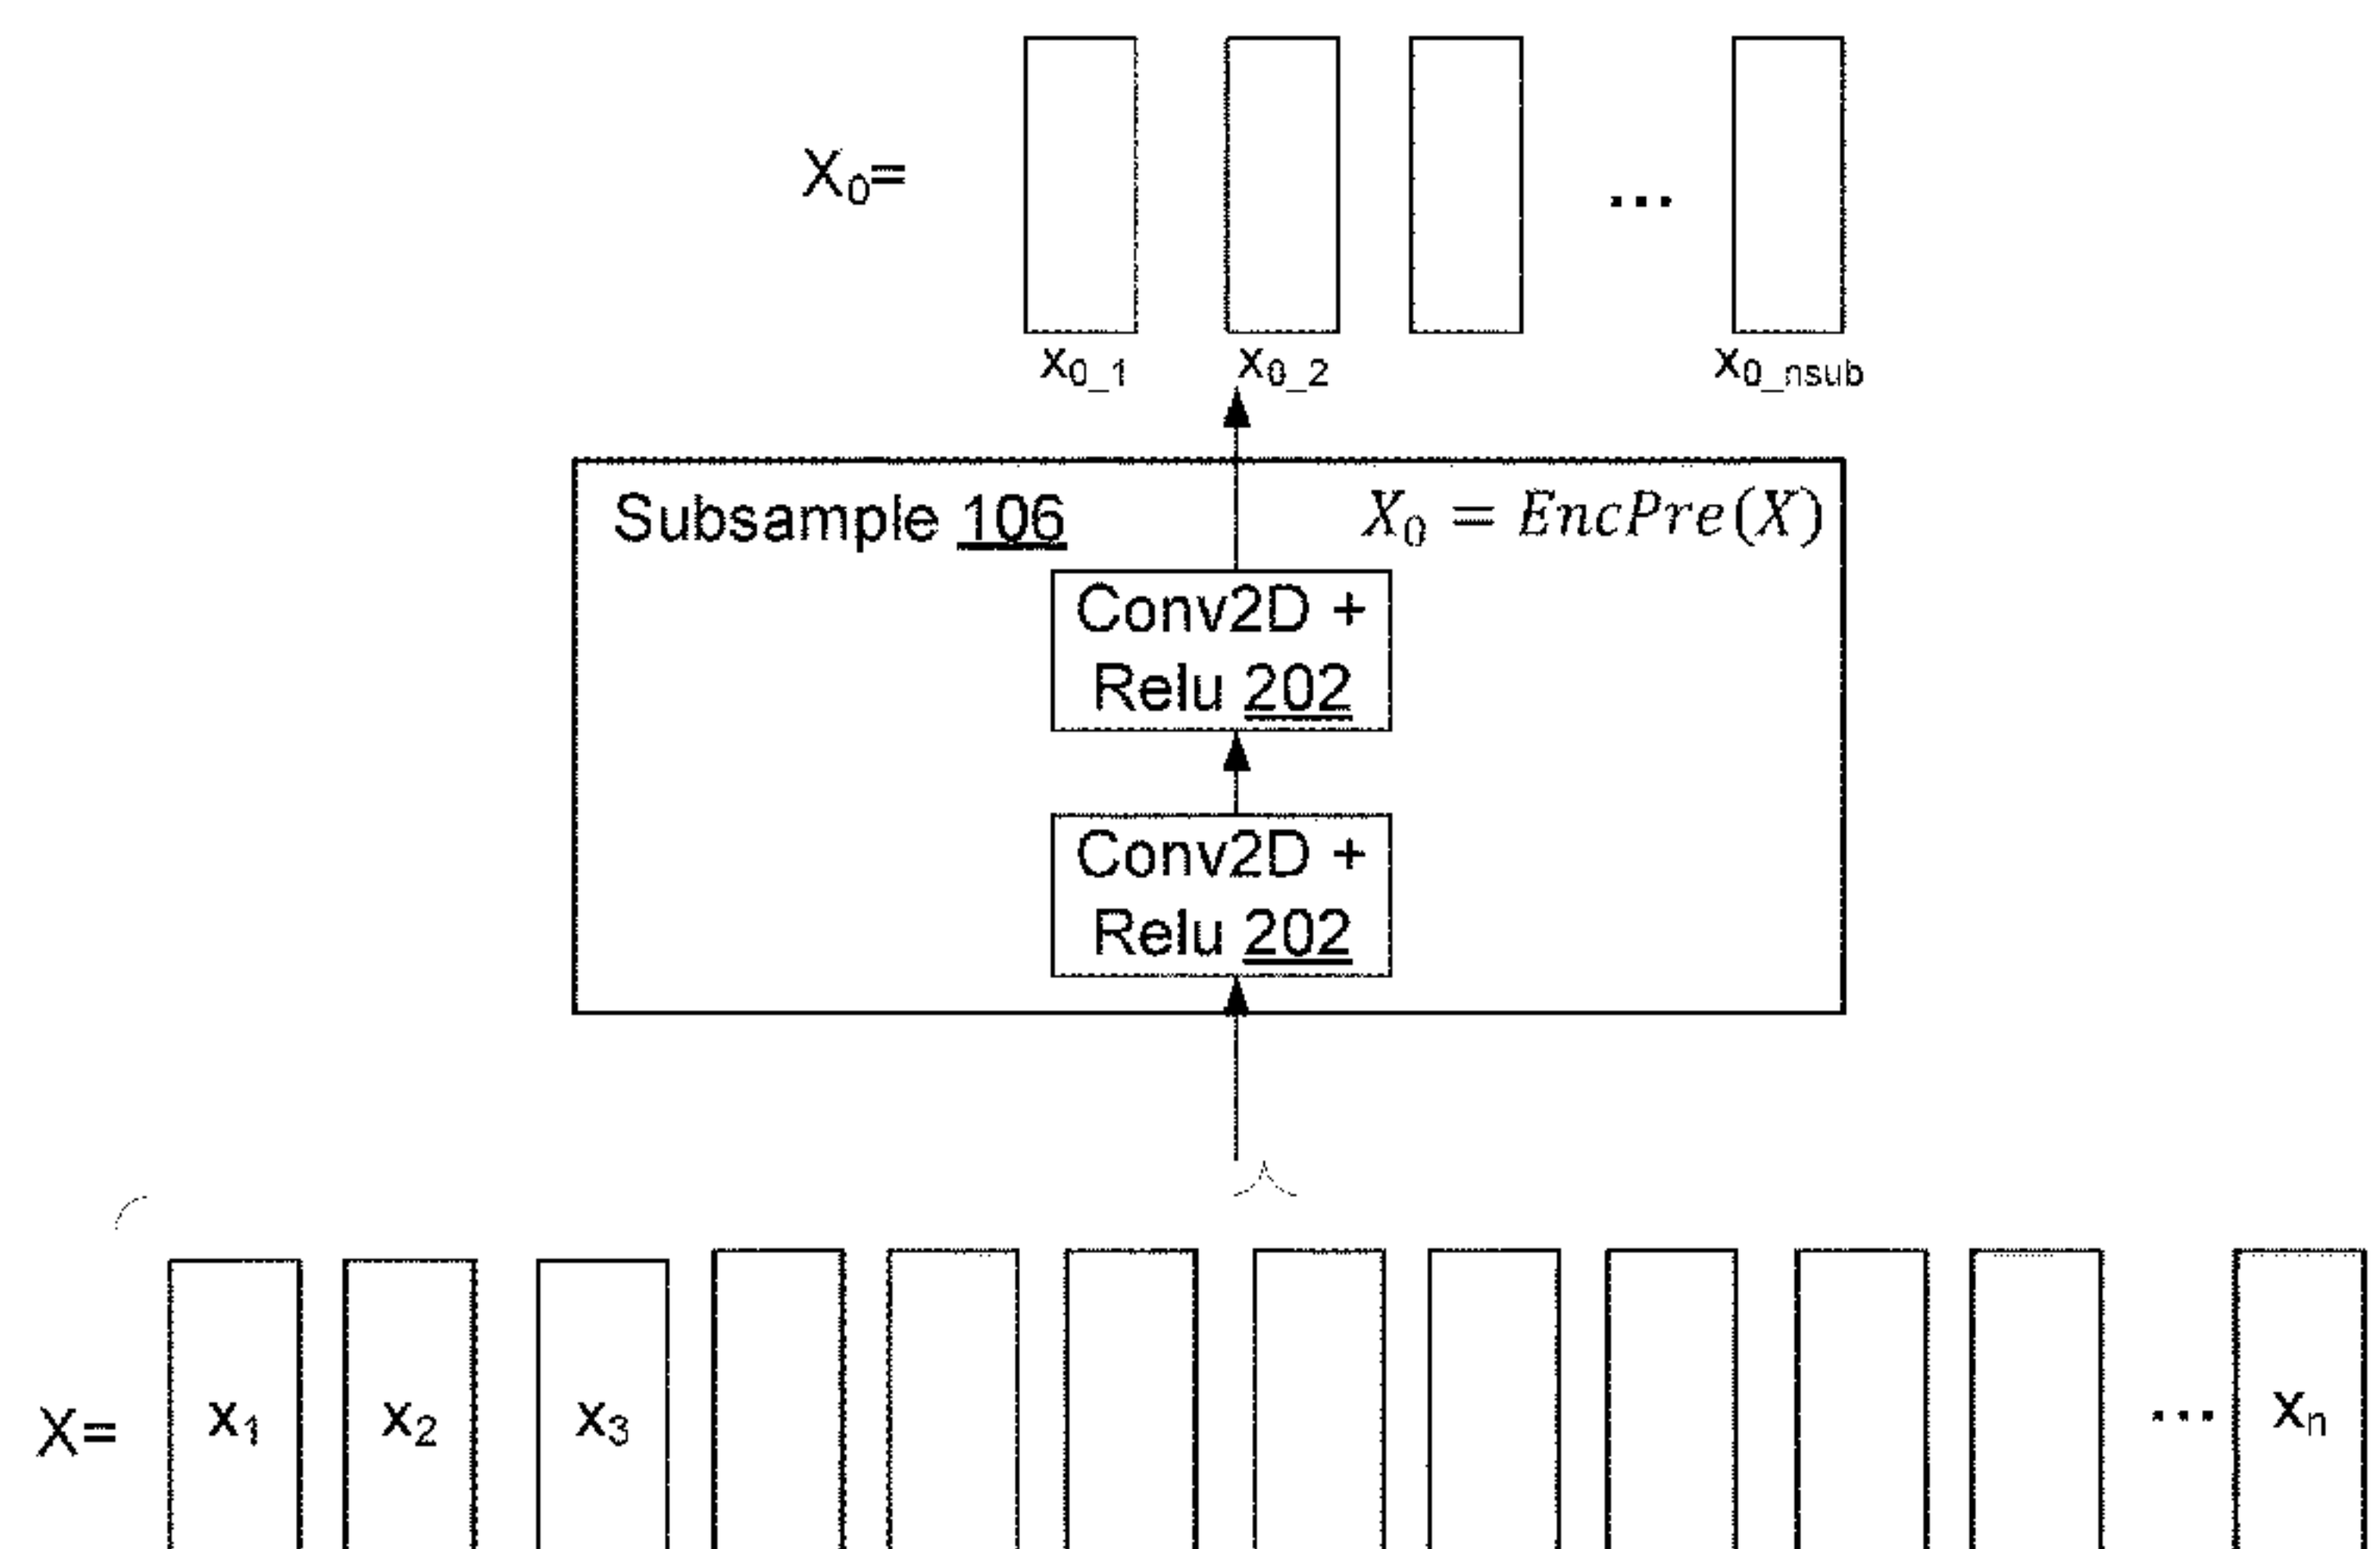 X₀= ...
x₀_₁ x₀_₂ x₀_nsub
Subsample 106 X₀ = EncPre(X)
Conv2D +
Relu 202
Conv2D +
Relu 202
X= x₁ x₂ x₃ ... xₙ